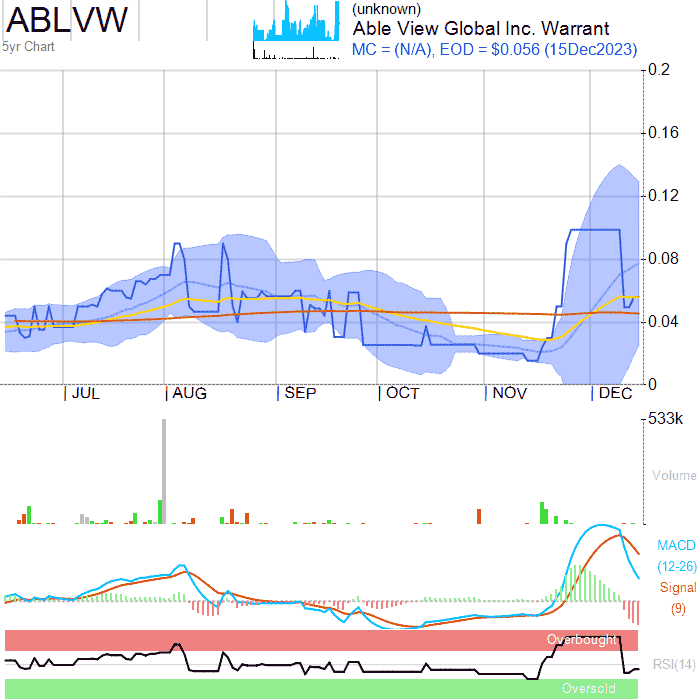 ABLVW
5yr Chart
(unknown)
Able View Global Inc. Warrant
MC = (N/A), EOD = $0.056 (15Dec2023)
0.2
0.16
0.12
0.08
0.04
0
JUL AUG SEP OCT NOV DEC
533k
Volume
MACD
(12-26)
Signal
(9)
Overbought
RSI(14)
Oversold